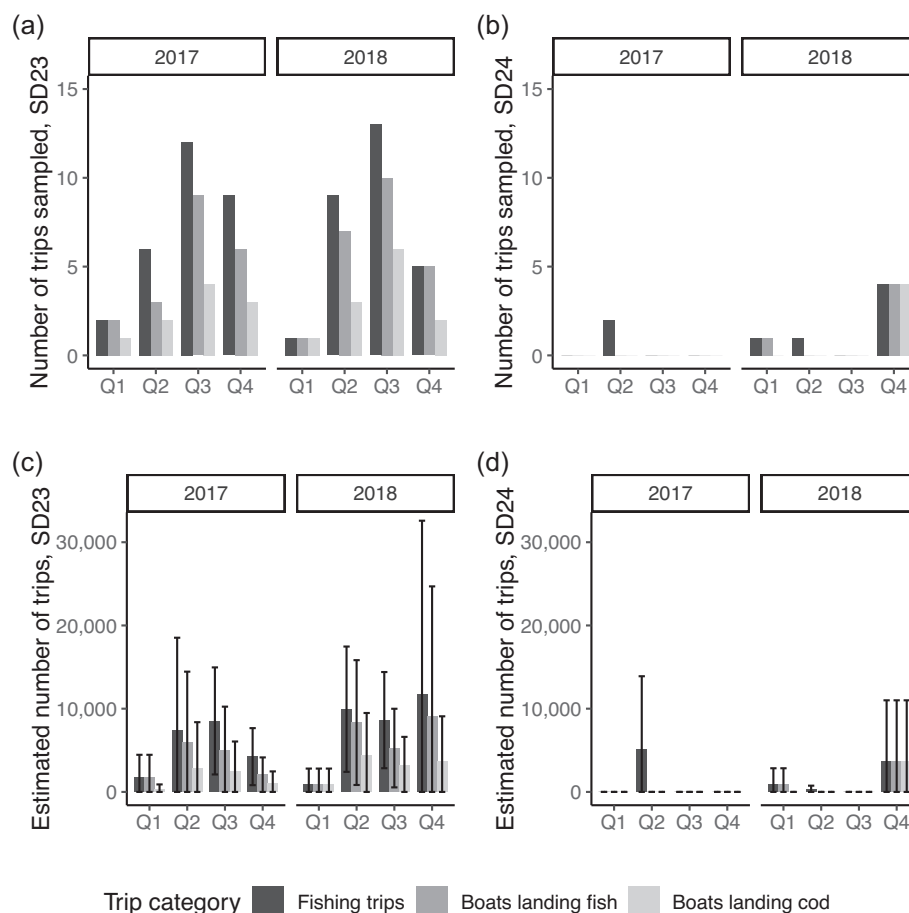 (a)
2017 2018
Number of trips sampled, SD23
15
10
5
0
Q1 Q2 Q3 Q4 Q1 Q2 Q3 Q4
(b)
2017 2018
Number of trips sampled, SD24
15
10
5
0
Q1 Q2 Q3 Q4 Q1 Q2 Q3 Q4
(c)
2017 2018
Estimated number of trips, SD23
30,000
20,000
10,000
0
Q1 Q2 Q3 Q4 Q1 Q2 Q3 Q4
(d)
2017 2018
Estimated number of trips, SD24
30,000
20,000
10,000
0
Q1 Q2 Q3 Q4 Q1 Q2 Q3 Q4
Trip category Fishing trips Boats landing fish Boats landing cod